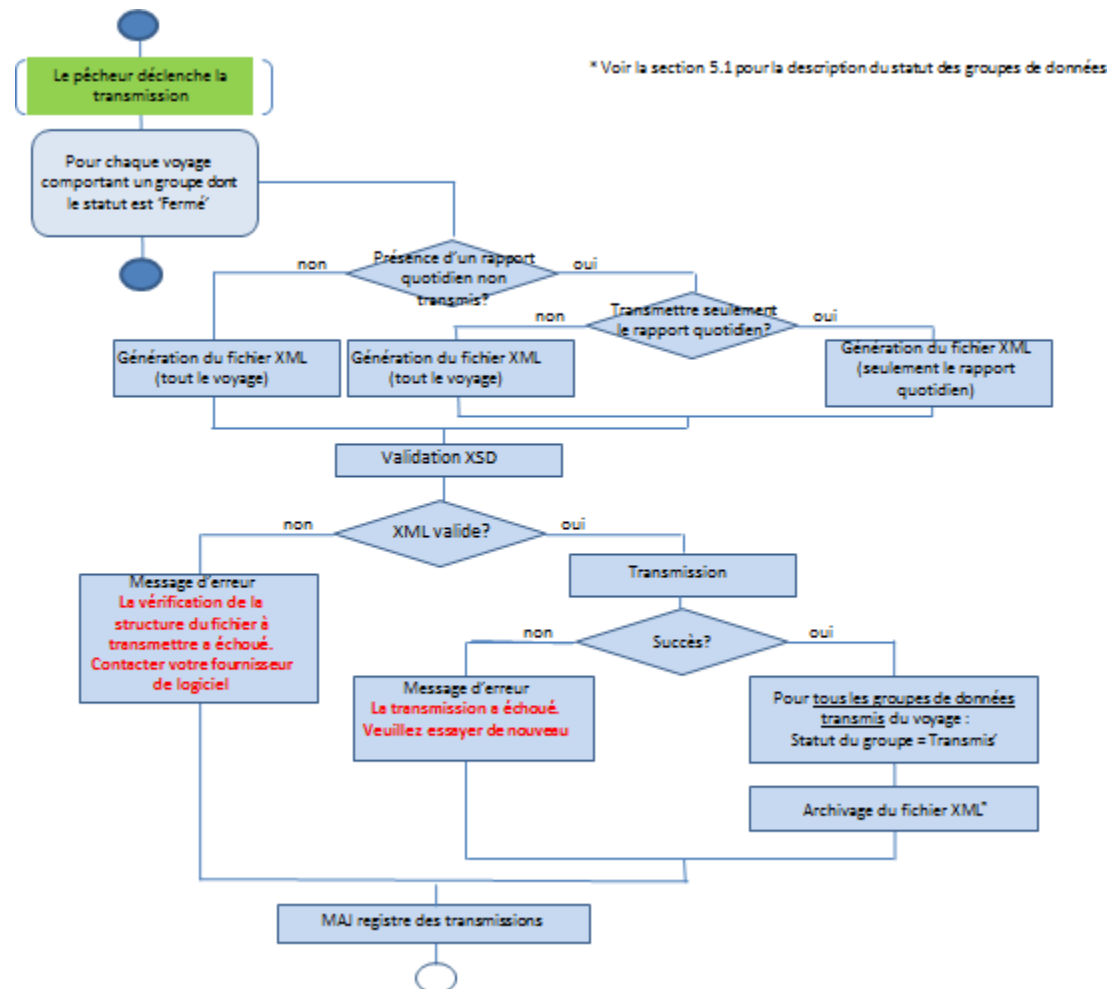 Le pêcheur déclenche la
transmission
* Voir la section 5.1 pour la description du statut des groupes de données
Pour chaque voyage
comportant un groupe dont
le statut est ‘Fermé’
Présence d’un rapport
quotidien non
transmis?
non
oui
Transmettre seulement
le rapport quotidien?
non
oui
Génération du fichier XML
(tout le voyage)
Génération du fichier XML
(tout le voyage)
Génération du fichier XML
(seulement le rapport
quotidien)
Validation XSD
XML valide?
non
oui
Message d’erreur
La vérification de la
structure du fichier à
transmettre a échoué.
Contacter votre fournisseur
de logiciel
Transmission
Succès?
non
oui
Message d’erreur
La transmission a échoué.
Veuillez essayer de nouveau
Pour tous les groupes de données
transmis du voyage :
Statut du groupe = Transmis’
Archivage du fichier XML*
MAJ registre des transmissions